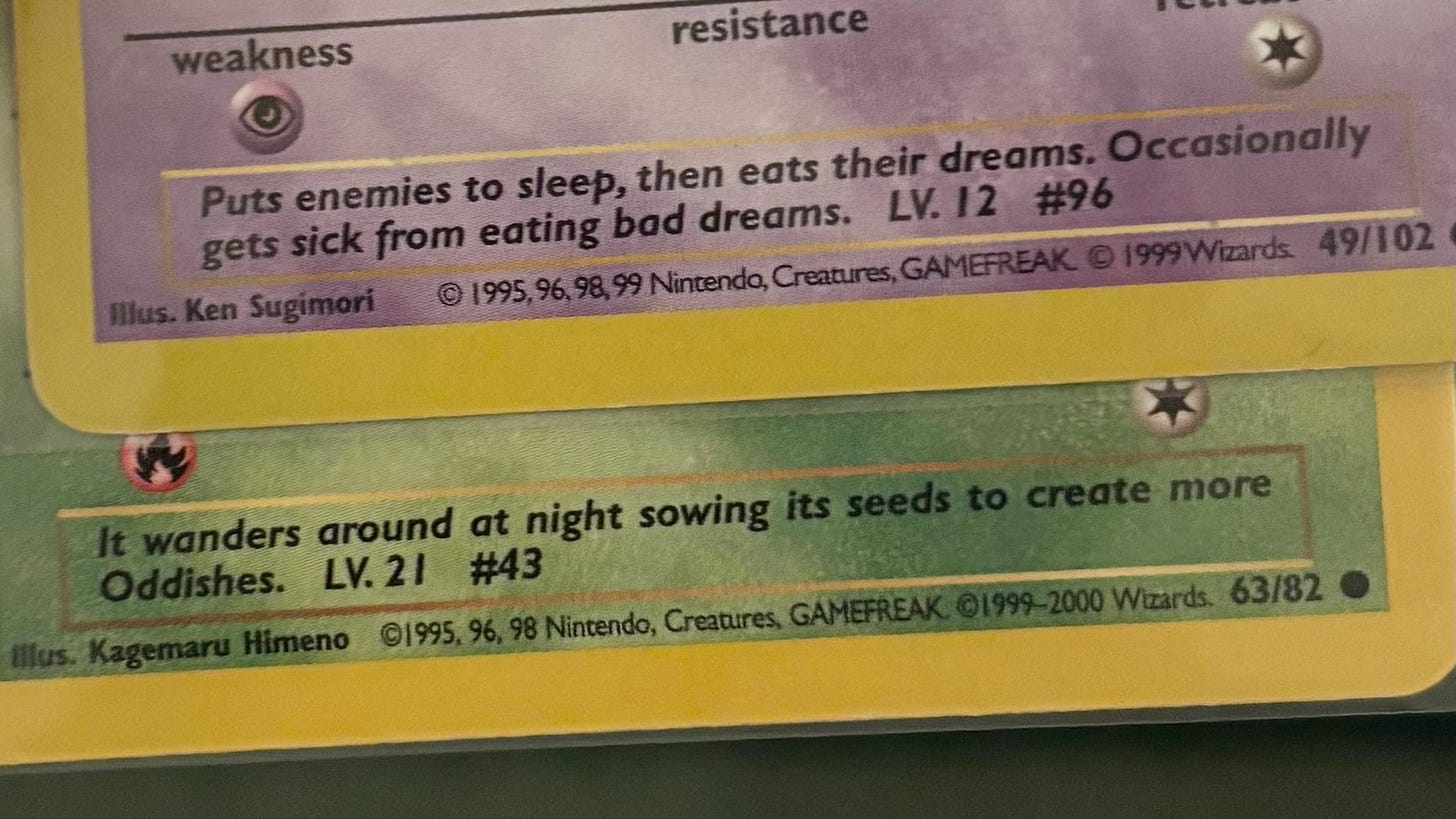 weakness
resistance
Puts enemies to sleep, then eats their dreams. Occasionally
gets sick from eating bad dreams. LV. 12 #96
Illus. Ken Sugimori © 1995, 96, 98, 99 Nintendo, Creatures, GAMEFREAK. © 1999 Wizards. 49/102
It wanders around at night sowing its seeds to create more
Oddishes. LV. 21 #43
Illus. Kagemaru Himeno ©1995, 96, 98 Nintendo, Creatures, GAMEFREAK. ©1999–2000 Wizards. 63/82